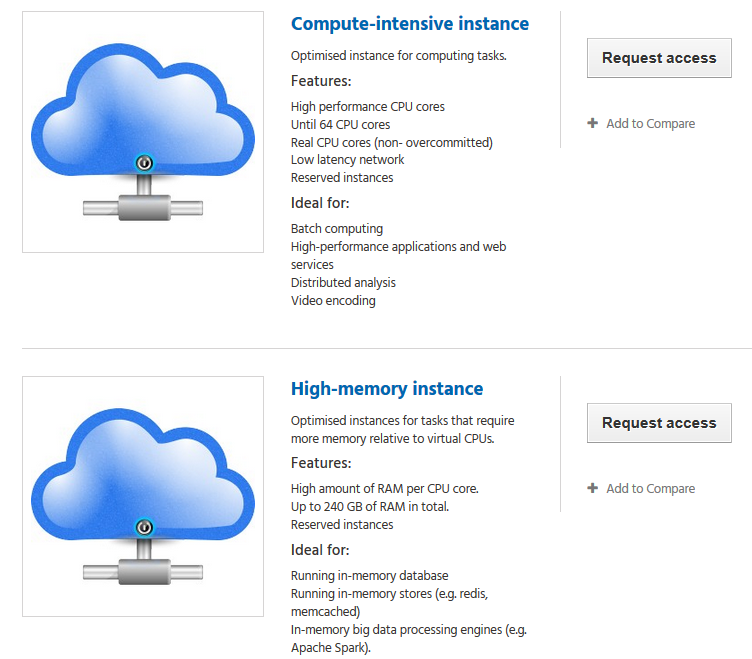 Compute-intensive instance
Optimised instance for computing tasks.
Features:
High performance CPU cores
Until 64 CPU cores
Real CPU cores (non- overcommitted)
Low latency network
Reserved instances
Ideal for:
Batch computing
High-performance applications and web
services
Distributed analysis
Video encoding
Request access
+ Add to Compare
High-memory instance
Optimised instances for tasks that require
more memory relative to virtual CPUs.
Features:
High amount of RAM per CPU core.
Up to 240 GB of RAM in total.
Reserved instances
Ideal for:
Running in-memory database
Running in-memory stores (e.g. redis,
memcached)
In-memory big data processing engines (e.g.
Apache Spark).
Request access
+ Add to Compare